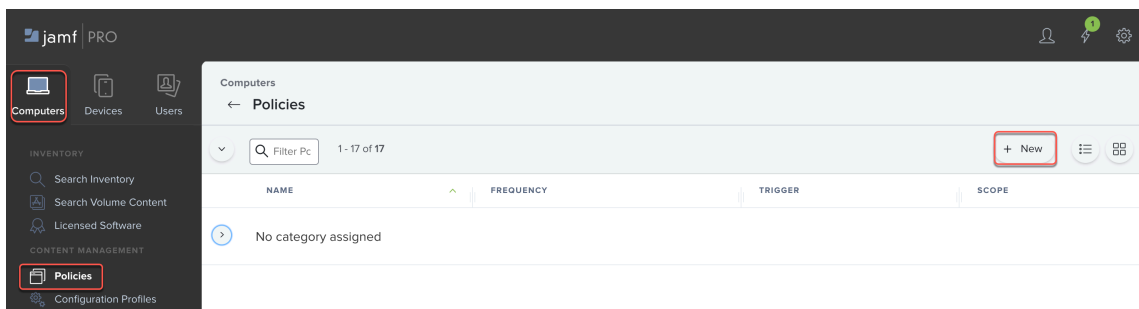 jamf PRO
1
Computers Devices Users
Computers
← Policies
INVENTORY
Filter Pc 1 - 17 of 17 + New
Search Inventory
NAME FREQUENCY TRIGGER SCOPE
Search Volume Content
Licensed Software
No category assigned
CONTENT MANAGEMENT
Policies
Configuration Profiles